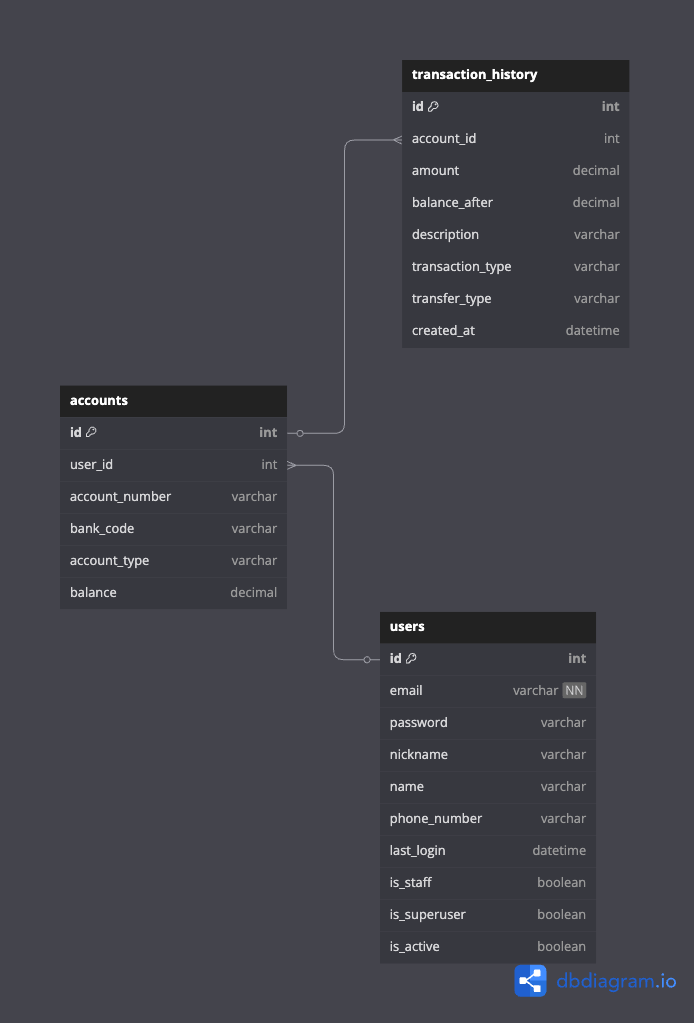 transaction_history
id int
account_id int
amount decimal
balance_after decimal
description varchar
transaction_type varchar
transfer_type varchar
created_at datetime
accounts
id int
user_id int
account_number varchar
bank_code varchar
account_type varchar
balance decimal
users
id int
email varchar NN
password varchar
nickname varchar
name varchar
phone_number varchar
last_login datetime
is_staff boolean
is_superuser boolean
is_active boolean
dbdiagram.io